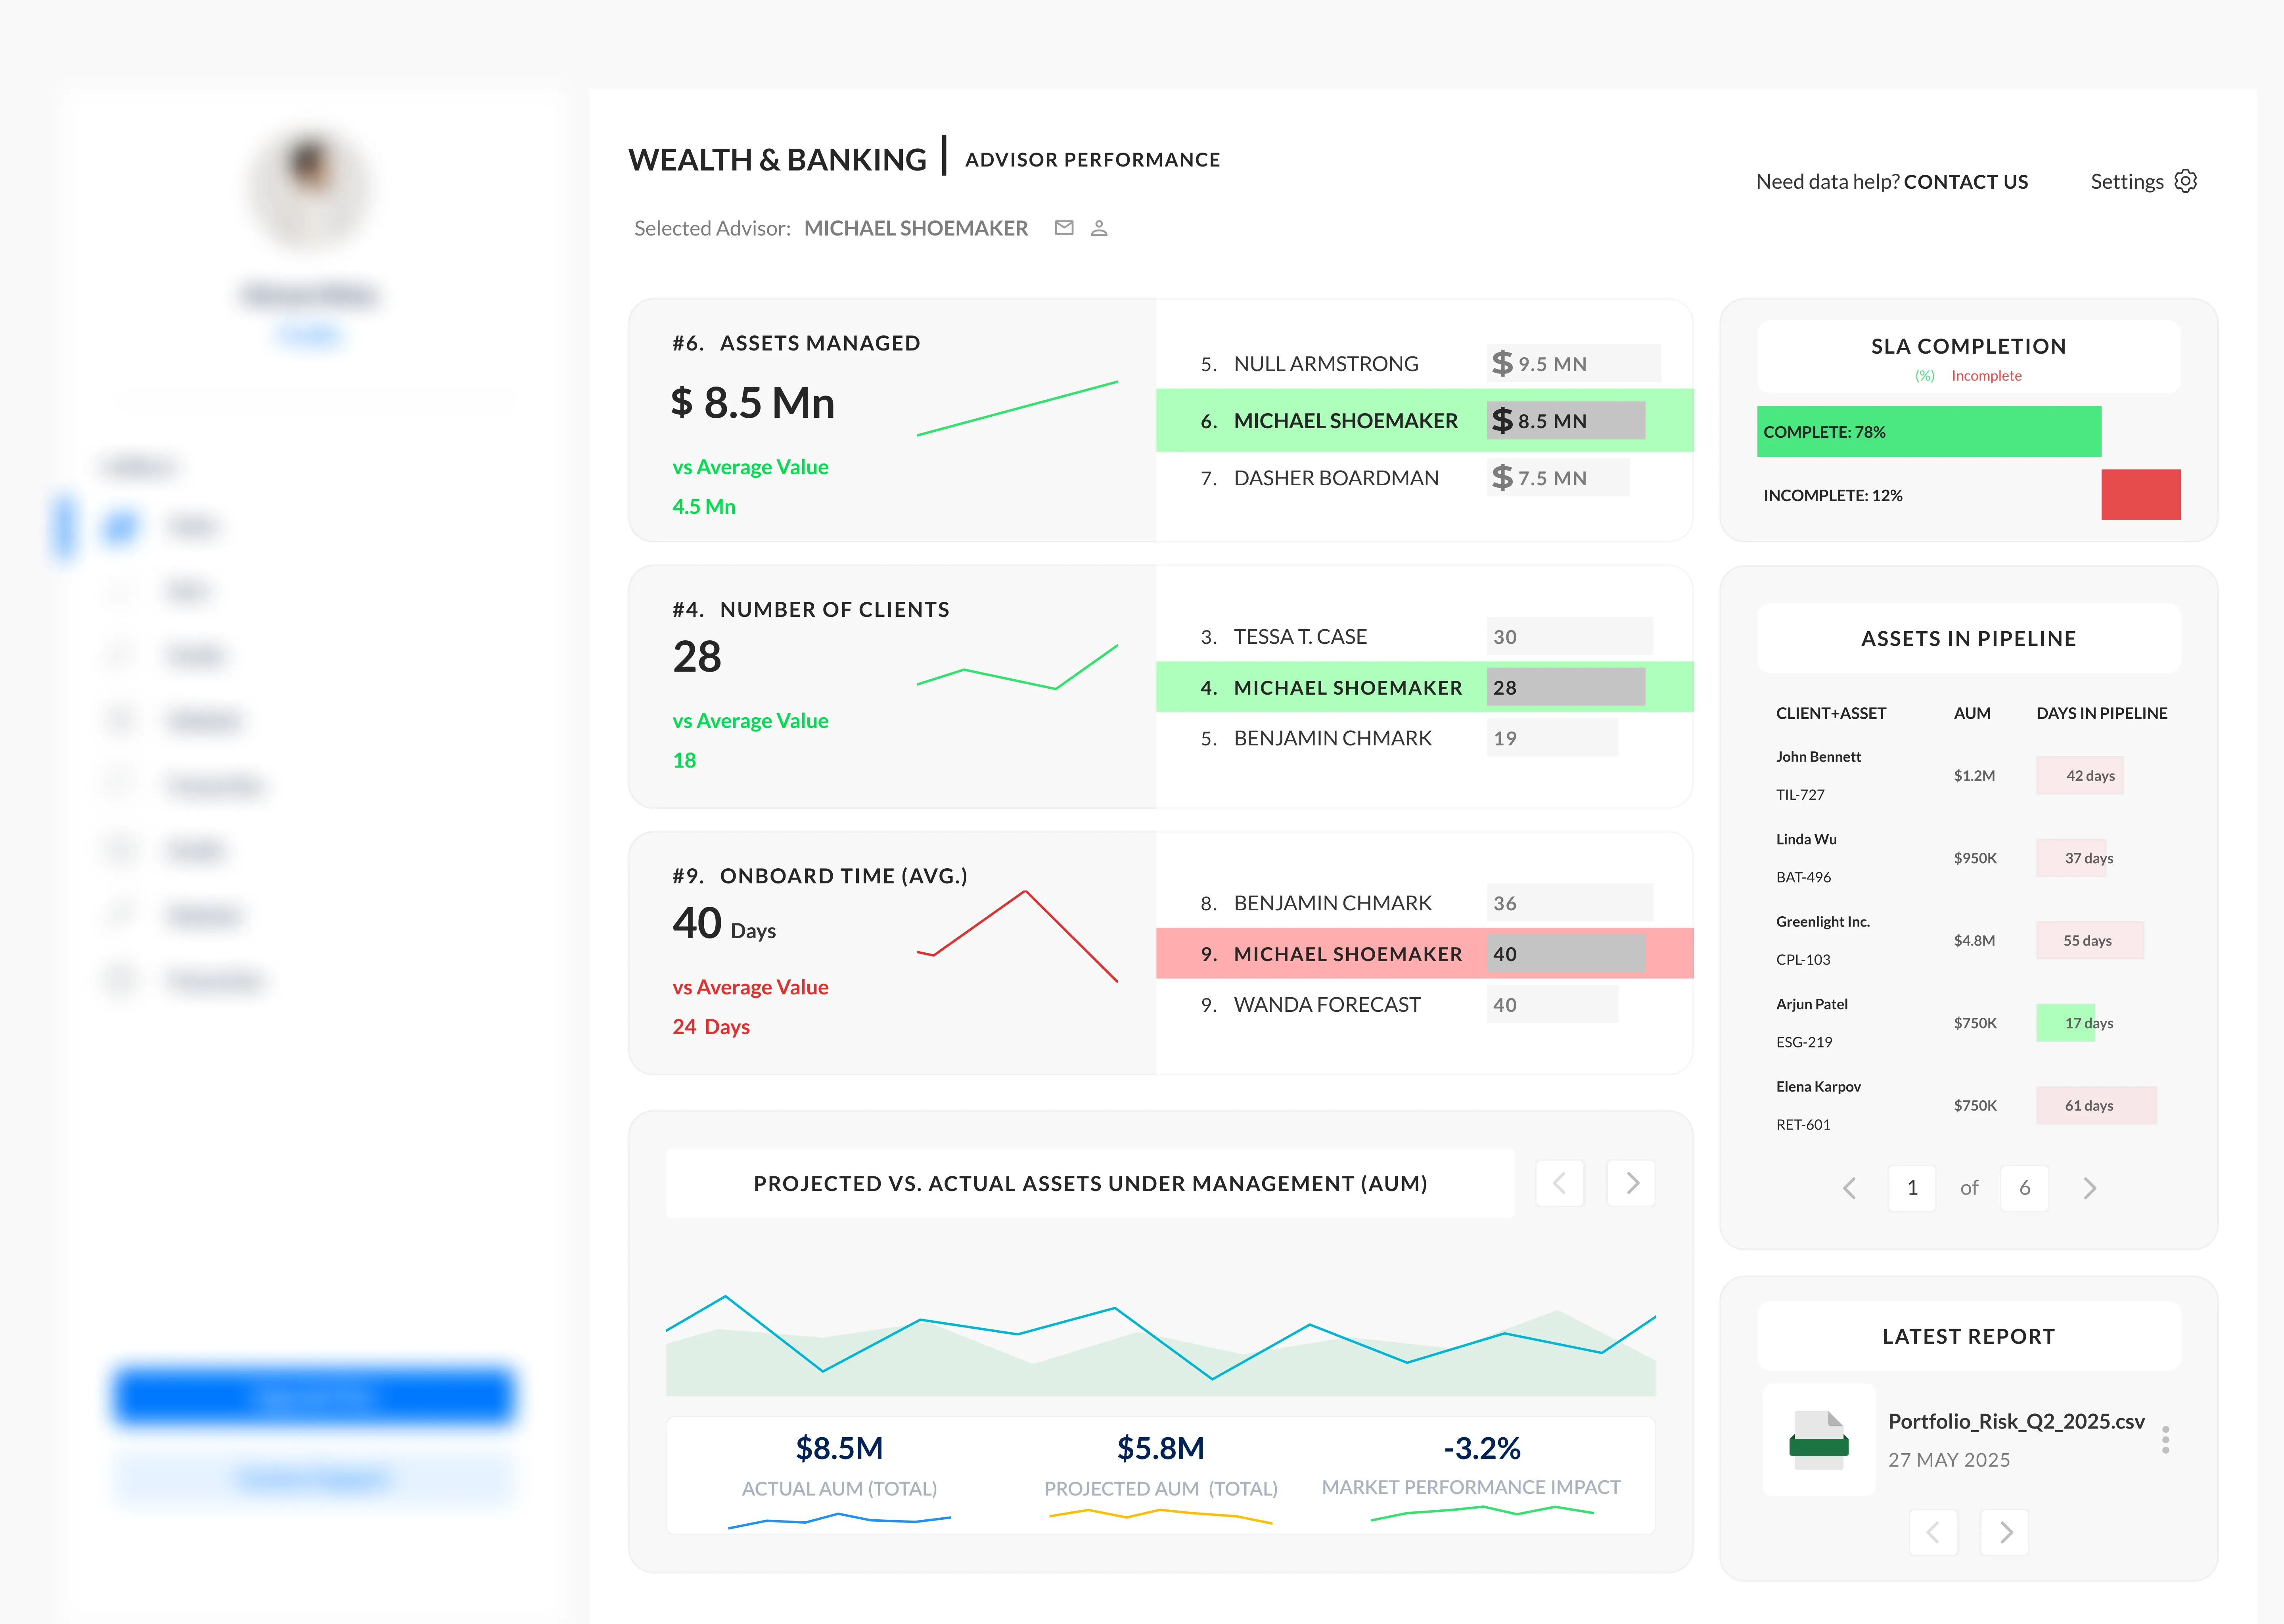 WEALTH & BANKING | ADVISOR PERFORMANCE
Need data help? CONTACT US
Settings
Selected Advisor: MICHAEL SHOEMAKER
#6. ASSETS MANAGED
$ 8.5 Mn
vs Average Value
4.5 Mn
5. NULL ARMSTRONG $ 9.5 MN
6. MICHAEL SHOEMAKER $ 8.5 MN
7. DASHER BOARDMAN $ 7.5 MN
#4. NUMBER OF CLIENTS
28
vs Average Value
18
3. TESSA T. CASE 30
4. MICHAEL SHOEMAKER 28
5. BENJAMIN CHMARK 19
#9. ONBOARD TIME (AVG.)
40 Days
vs Average Value
24 Days
8. BENJAMIN CHMARK 36
9. MICHAEL SHOEMAKER 40
9. WANDA FORECAST 40
PROJECTED VS. ACTUAL ASSETS UNDER MANAGEMENT (AUM)
$8.5M
ACTUAL AUM (TOTAL)
$5.8M
PROJECTED AUM (TOTAL)
-3.2%
MARKET PERFORMANCE IMPACT
SLA COMPLETION
(%) Incomplete
COMPLETE: 78%
INCOMPLETE: 12%
ASSETS IN PIPELINE
CLIENT+ASSET AUM DAYS IN PIPELINE
John Bennett
TIL-727
$1.2M
42 days
Linda Wu
BAT-496
$950K
37 days
Greenlight Inc.
CPL-103
$4.8M
55 days
Arjun Patel
ESG-219
$750K
17 days
Elena Karpov
RET-601
$750K
61 days
1 of 6
LATEST REPORT
Portfolio_Risk_Q2_2025.csv
27 MAY 2025